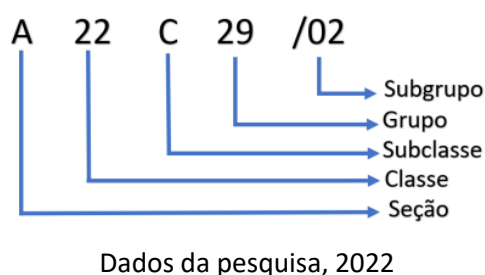 A 22 C 29 /02
Subgrupo
Grupo
Subclasse
Classe
Seção
Dados da pesquisa, 2022